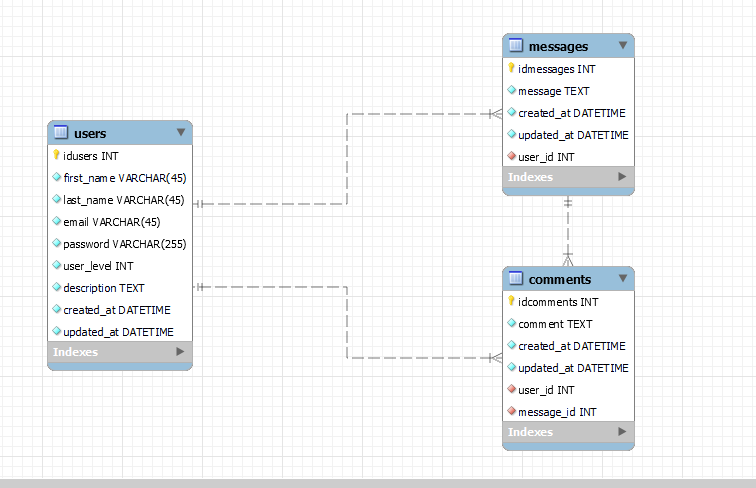 users
idusers INT
first_name VARCHAR(45)
last_name VARCHAR(45)
email VARCHAR(45)
password VARCHAR(255)
user_level INT
description TEXT
created_at DATETIME
updated_at DATETIME
Indexes
messages
idmessages INT
message TEXT
created_at DATETIME
updated_at DATETIME
user_id INT
Indexes
comments
idcomments INT
comment TEXT
created_at DATETIME
updated_at DATETIME
user_id INT
message_id INT
Indexes